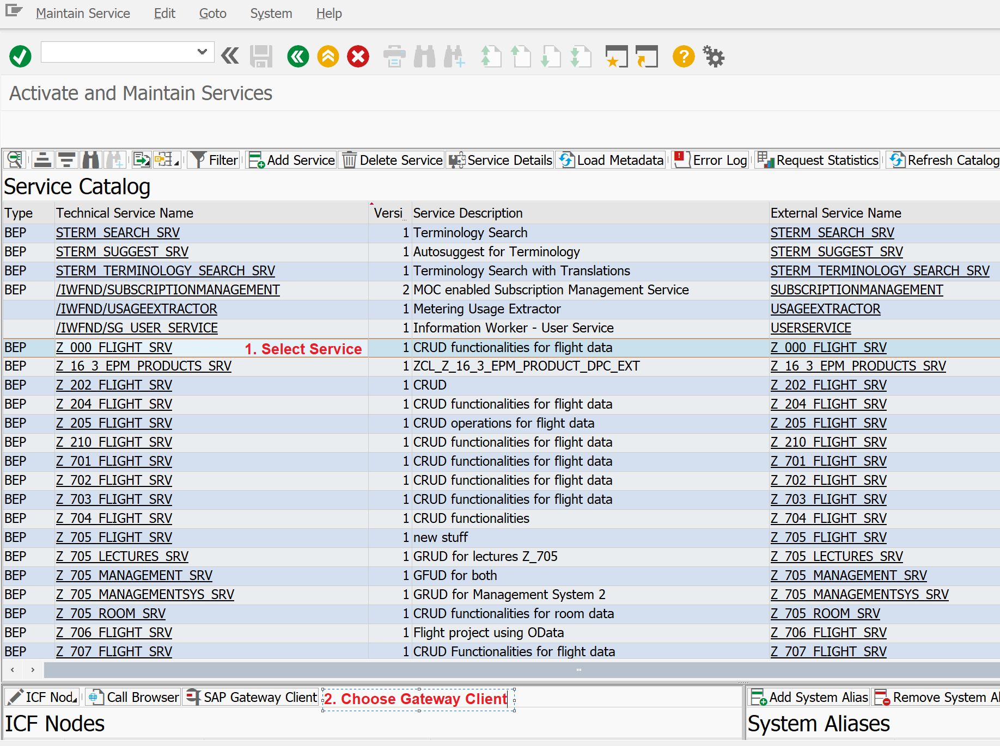 Maintain Service Edit Goto System Help
Activate and Maintain Services
Filter Add Service Delete Service Service Details Load Metadata Error Log Request Statistics Refresh Catalog
Service Catalog
Type Technical Service Name Versi.. Service Description External Service Name
BEP STERM_SEARCH_SRV 1 Terminology Search STERM_SEARCH_SRV
BEP STERM_SUGGEST_SRV 1 Autosuggest for Terminology STERM_SUGGEST_SRV
BEP STERM_TERMINOLOGY_SEARCH_SRV 1 Terminology Search with Translations STERM_TERMINOLOGY_SEARCH_SRV
BEP /IWFND/SUBSCRIPTIONMANAGEMENT 2 MOC enabled Subscription Management Service SUBSCRIPTIONMANAGEMENT
/IWFND/USAGEEXTRACTOR 1 Metering Usage Extractor USAGEEXTRACTOR
/IWFND/SG_USER_SERVICE 1 Information Worker - User Service USERSERVICE
BEP Z_000_FLIGHT_SRV 1. Select Service 1 CRUD functionalities for flight data Z_000_FLIGHT_SRV
BEP Z_16_3_EPM_PRODUCTS_SRV 1 ZCL_Z_16_3_EPM_PRODUCT_DPC_EXT Z_16_3_EPM_PRODUCTS_SRV
BEP Z_202_FLIGHT_SRV 1 CRUD Z_202_FLIGHT_SRV
BEP Z_204_FLIGHT_SRV 1 CRUD functionalities for flight data Z_204_FLIGHT_SRV
BEP Z_205_FLIGHT_SRV 1 CRUD operations for flight data Z_205_FLIGHT_SRV
BEP Z_210_FLIGHT_SRV 1 CRUD functionalities for flight data Z_210_FLIGHT_SRV
BEP Z_701_FLIGHT_SRV 1 CRUD functionalities for flight data Z_701_FLIGHT_SRV
BEP Z_702_FLIGHT_SRV 1 CRUD functionalities for flight data Z_702_FLIGHT_SRV
BEP Z_703_FLIGHT_SRV 1 CRUD functionalities for flight data Z_703_FLIGHT_SRV
BEP Z_704_FLIGHT_SRV 1 CRUD functionalities Z_704_FLIGHT_SRV
BEP Z_705_FLIGHT_SRV 1 new stuff Z_705_FLIGHT_SRV
BEP Z_705_LECTURES_SRV 1 GRUD for lectures Z_705 Z_705_LECTURES_SRV
BEP Z_705_MANAGEMENT_SRV 1 GFUD for both Z_705_MANAGEMENT_SRV
BEP Z_705_MANAGEMENTSYS_SRV 1 GRUD for Management System 2 Z_705_MANAGEMENTSYS_SRV
BEP Z_705_ROOM_SRV 1 CRUD functionalities for room data Z_705_ROOM_SRV
BEP Z_706_FLIGHT_SRV 1 Flight project using OData Z_706_FLIGHT_SRV
BEP Z_707_FLIGHT_SRV 1 CRUD Functionalities for flight data Z_707_FLIGHT_SRV
ICF Nod Call Browser SAP Gateway Client 2. Choose Gateway Client Add System Alias Remove System Al
ICF Nodes System Aliases